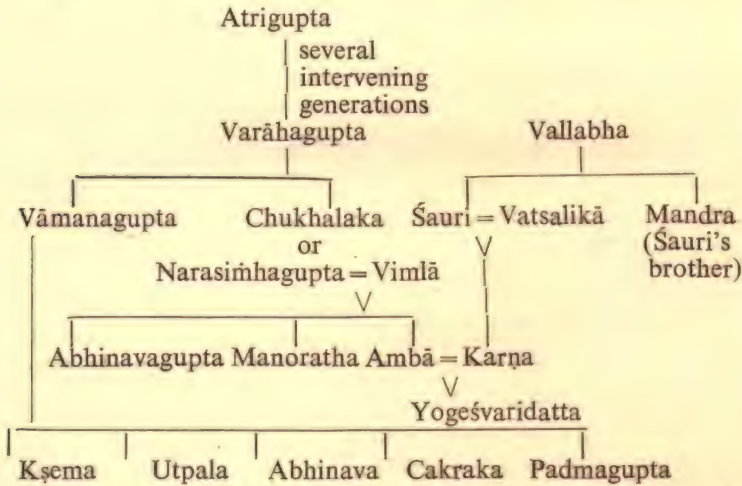 Atrigupta
several
intervening
generations
Varāhagupta Vallabha
Vāmanagupta Chukhalaka Śauri = Vatsalikā Mandra
or (Śauri's
Narasiṁhagupta = Vimlā brother)
Abhinavagupta Manoratha Ambā = Karṇa
Yogeśvaridatta
Kṣema Utpala Abhinava Cakraka Padmagupta